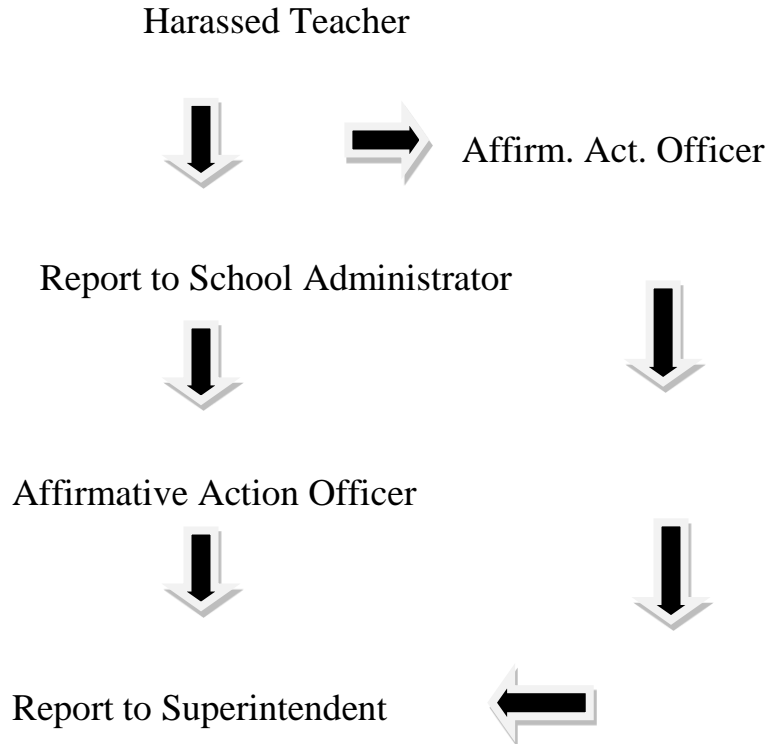 Harassed Teacher
Affirm. Act. Officer
Report to School Administrator
Affirmative Action Officer
Report to Superintendent